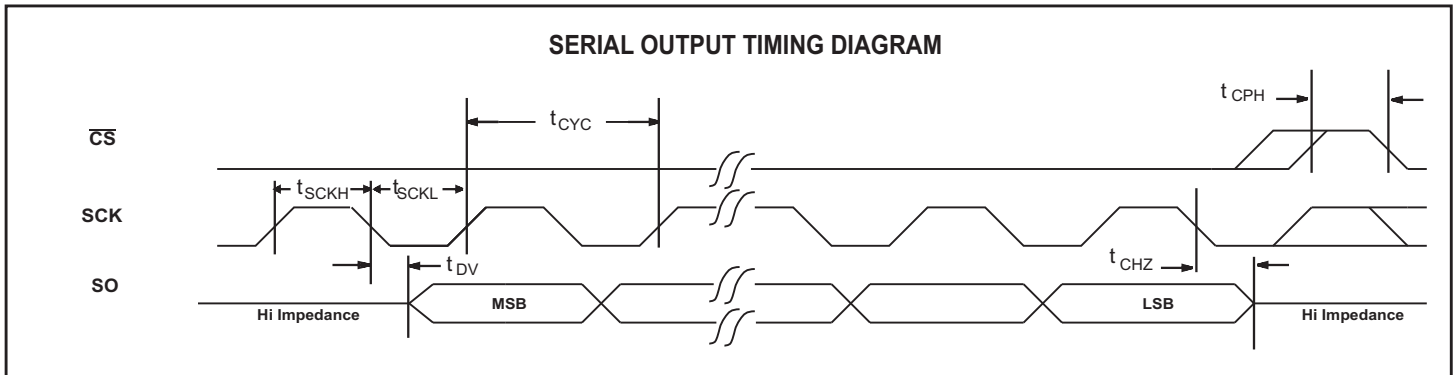 SERIAL OUTPUT TIMING DIAGRAM
t CPH
t CYC
CS
t SCKH
t SCKL
SCK
t DV
t CHZ
SO
MSB
LSB
Hi Impedance
Hi Impedance